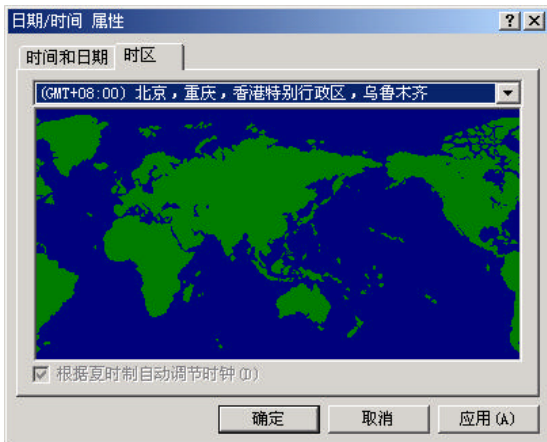 日期/时间 属性
时间和日期 时区
(GMT+08:00) 北京，重庆，香港特别行政区，乌鲁木齐
根据夏时制自动调节时钟(D)
确定 取消 应用(A)